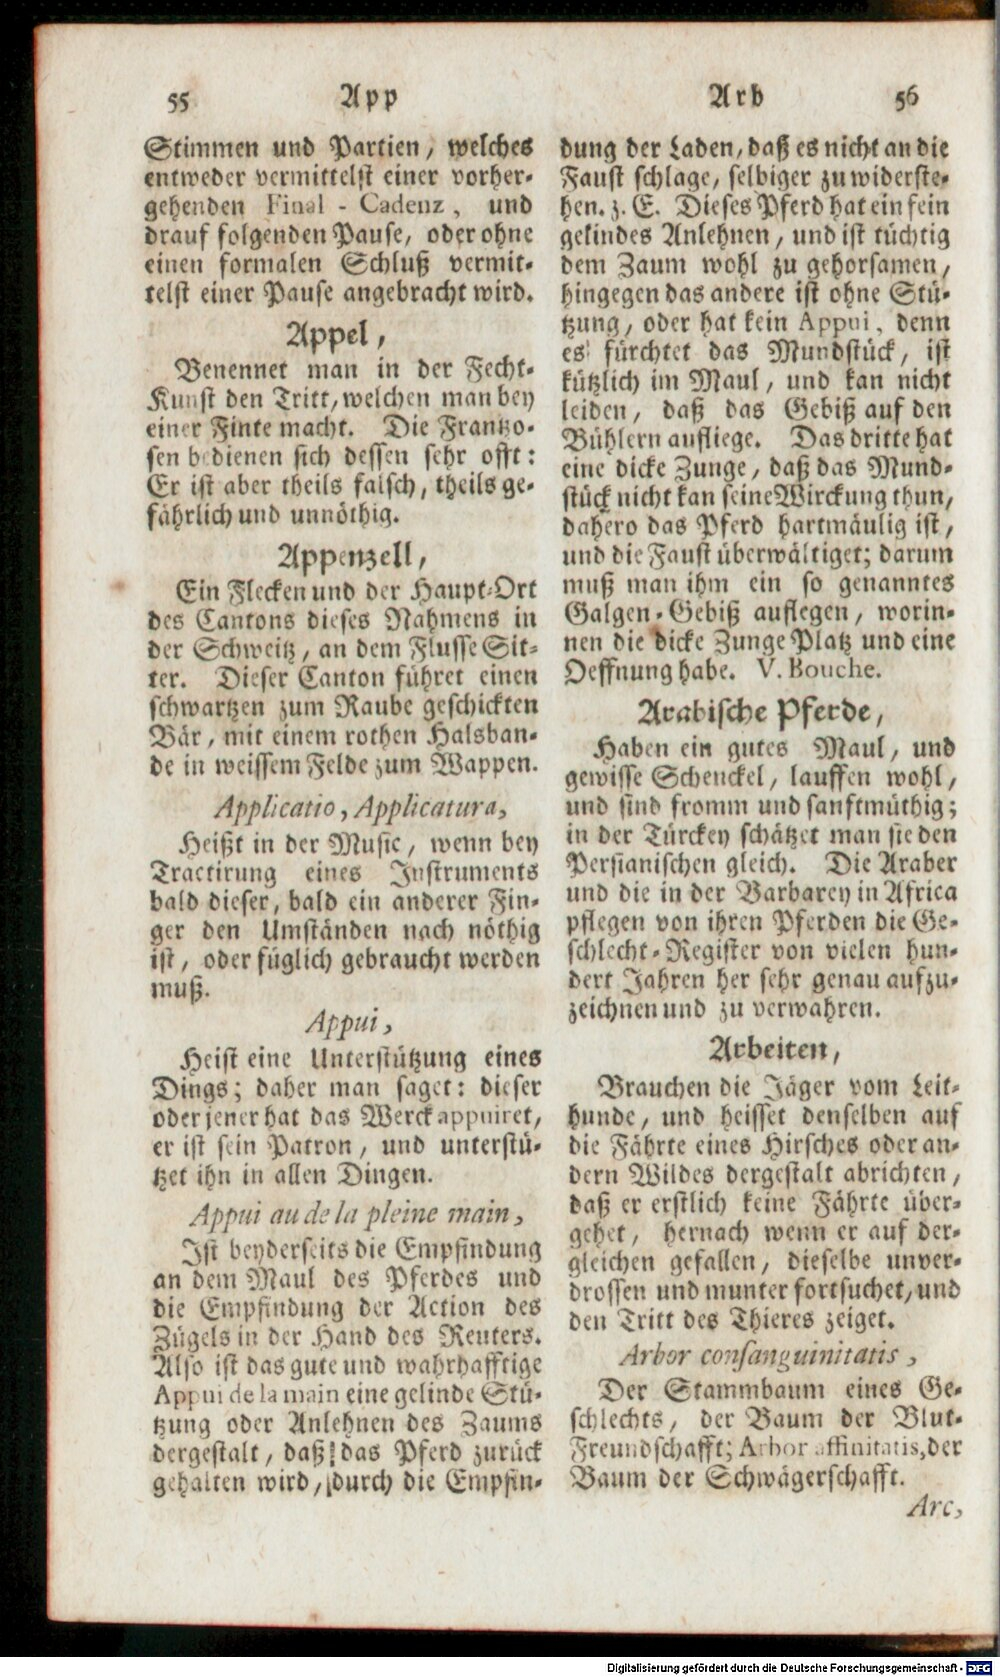 55 App
Stimmen und Partien, welches
entweder vermittelst einer vorher-
gehenden Final - Cadenz, und
drauf folgenden Pause, oder ohne
einen formalen Schluß vermit-
telst einer Pause angebracht wird.
Appel,
Benennet man in der Fecht-
Kunst den Tritt, welchen man bey
einer Finte macht. Die Frantzo-
sen bedienen sich dessen sehr offt:
Er ist aber theils falsch, theils ge-
fährlich und unnöthig.
Appenzell,
Ein Flecken und der Haupt-Ort
des Cantons dieses Nahmens in
der Schweitz, an dem Flusse Sit-
ter. Dieser Canton führet einen
schwartzen zum Raube geschickten
Bär, mit einem rothen Halsban-
de in weissem Felde zum Wappen.
Applicatio, Applicatura,
Heißt in der Music, wenn bey
Tractirung eines Instruments
bald dieser, bald ein anderer Fin-
ger den Umständen nach nöthig
ist, oder füglich gebraucht werden
muß.
Appui,
Heist eine Unterstützung eines
Dings; daher man saget: dieser
oder jener hat das Werck appuiret,
er ist sein Patron, und unterstü-
tzet ihn in allen Dingen.
Appui au de la pleine main,
Ist beyderseits die Empfindung
an dem Maul des Pferdes und
die Empfindung der Action des
Zügels in der Hand des Reuters.
Also ist das gute und wahrhafftige
Appui de la main eine gelinde Stü-
tzung oder Anlehnen des Zaums
dergestalt, daß das Pferd zurück
gehalten wird, durch die Empfin-
Arb 56
dung der Laden, daß es nicht an die
Faust schlage, selbiger zu widerste-
hen. z. E. Dieses Pferd hat ein fein
gelindes Anlehnen, und ist tüchtig
dem Zaum wohl zu gehorsamen,
hingegen das andere ist ohne Stü-
tzung, oder hat kein Appui, denn
es fürchtet das Mundstück, ist
kützlich im Maul, und kan nicht
leiden, daß das Gebiß auf den
Bühlern aufliege. Das dritte hat
eine dicke Zunge, daß das Mund-
stück nicht kan seine Wirckung thun,
dahero das Pferd hartmäulig ist,
und die Faust überwältiget; darum
muß man ihm ein so genanntes
Galgen-Gebiß auflegen, worin-
nen die dicke Zunge Platz und eine
Oeffnung habe. V. Bouche.
Arabische Pferde,
Haben ein gutes Maul, und
gewisse Schenckel, lauffen wohl,
und sind fromm und sanftmüthig;
in der Türckey schätzet man sie den
Persianischen gleich. Die Araber
und die in der Barbarey in Africa
pflegen von ihren Pferden die Ge-
schlecht-Register von vielen hun-
dert Jahren her sehr genau aufzu-
zeichnen und zu verwahren.
Arbeiten,
Brauchen die Jäger vom Leit-
hunde, und heisset denselben auf
die Fährte eines Hirsches oder an-
dern Wildes dergestalt abrichten,
daß er erstlich keine Fährte über-
gehet, hernach wenn er auf der-
gleichen gefallen, dieselbe unver-
drossen und munter fortsuchet, und
den Tritt des Thieres zeiget.
Arbor consanguinitatis,
Der Stammbaum eines Ge-
schlechts, der Baum der Blut-
Freundschafft; Arbor affinitatis, der
Baum der Schwägerschafft.
Arc,
Digitalisierung gefördert durch die Deutsche Forschungsgemeinschaft - DFG